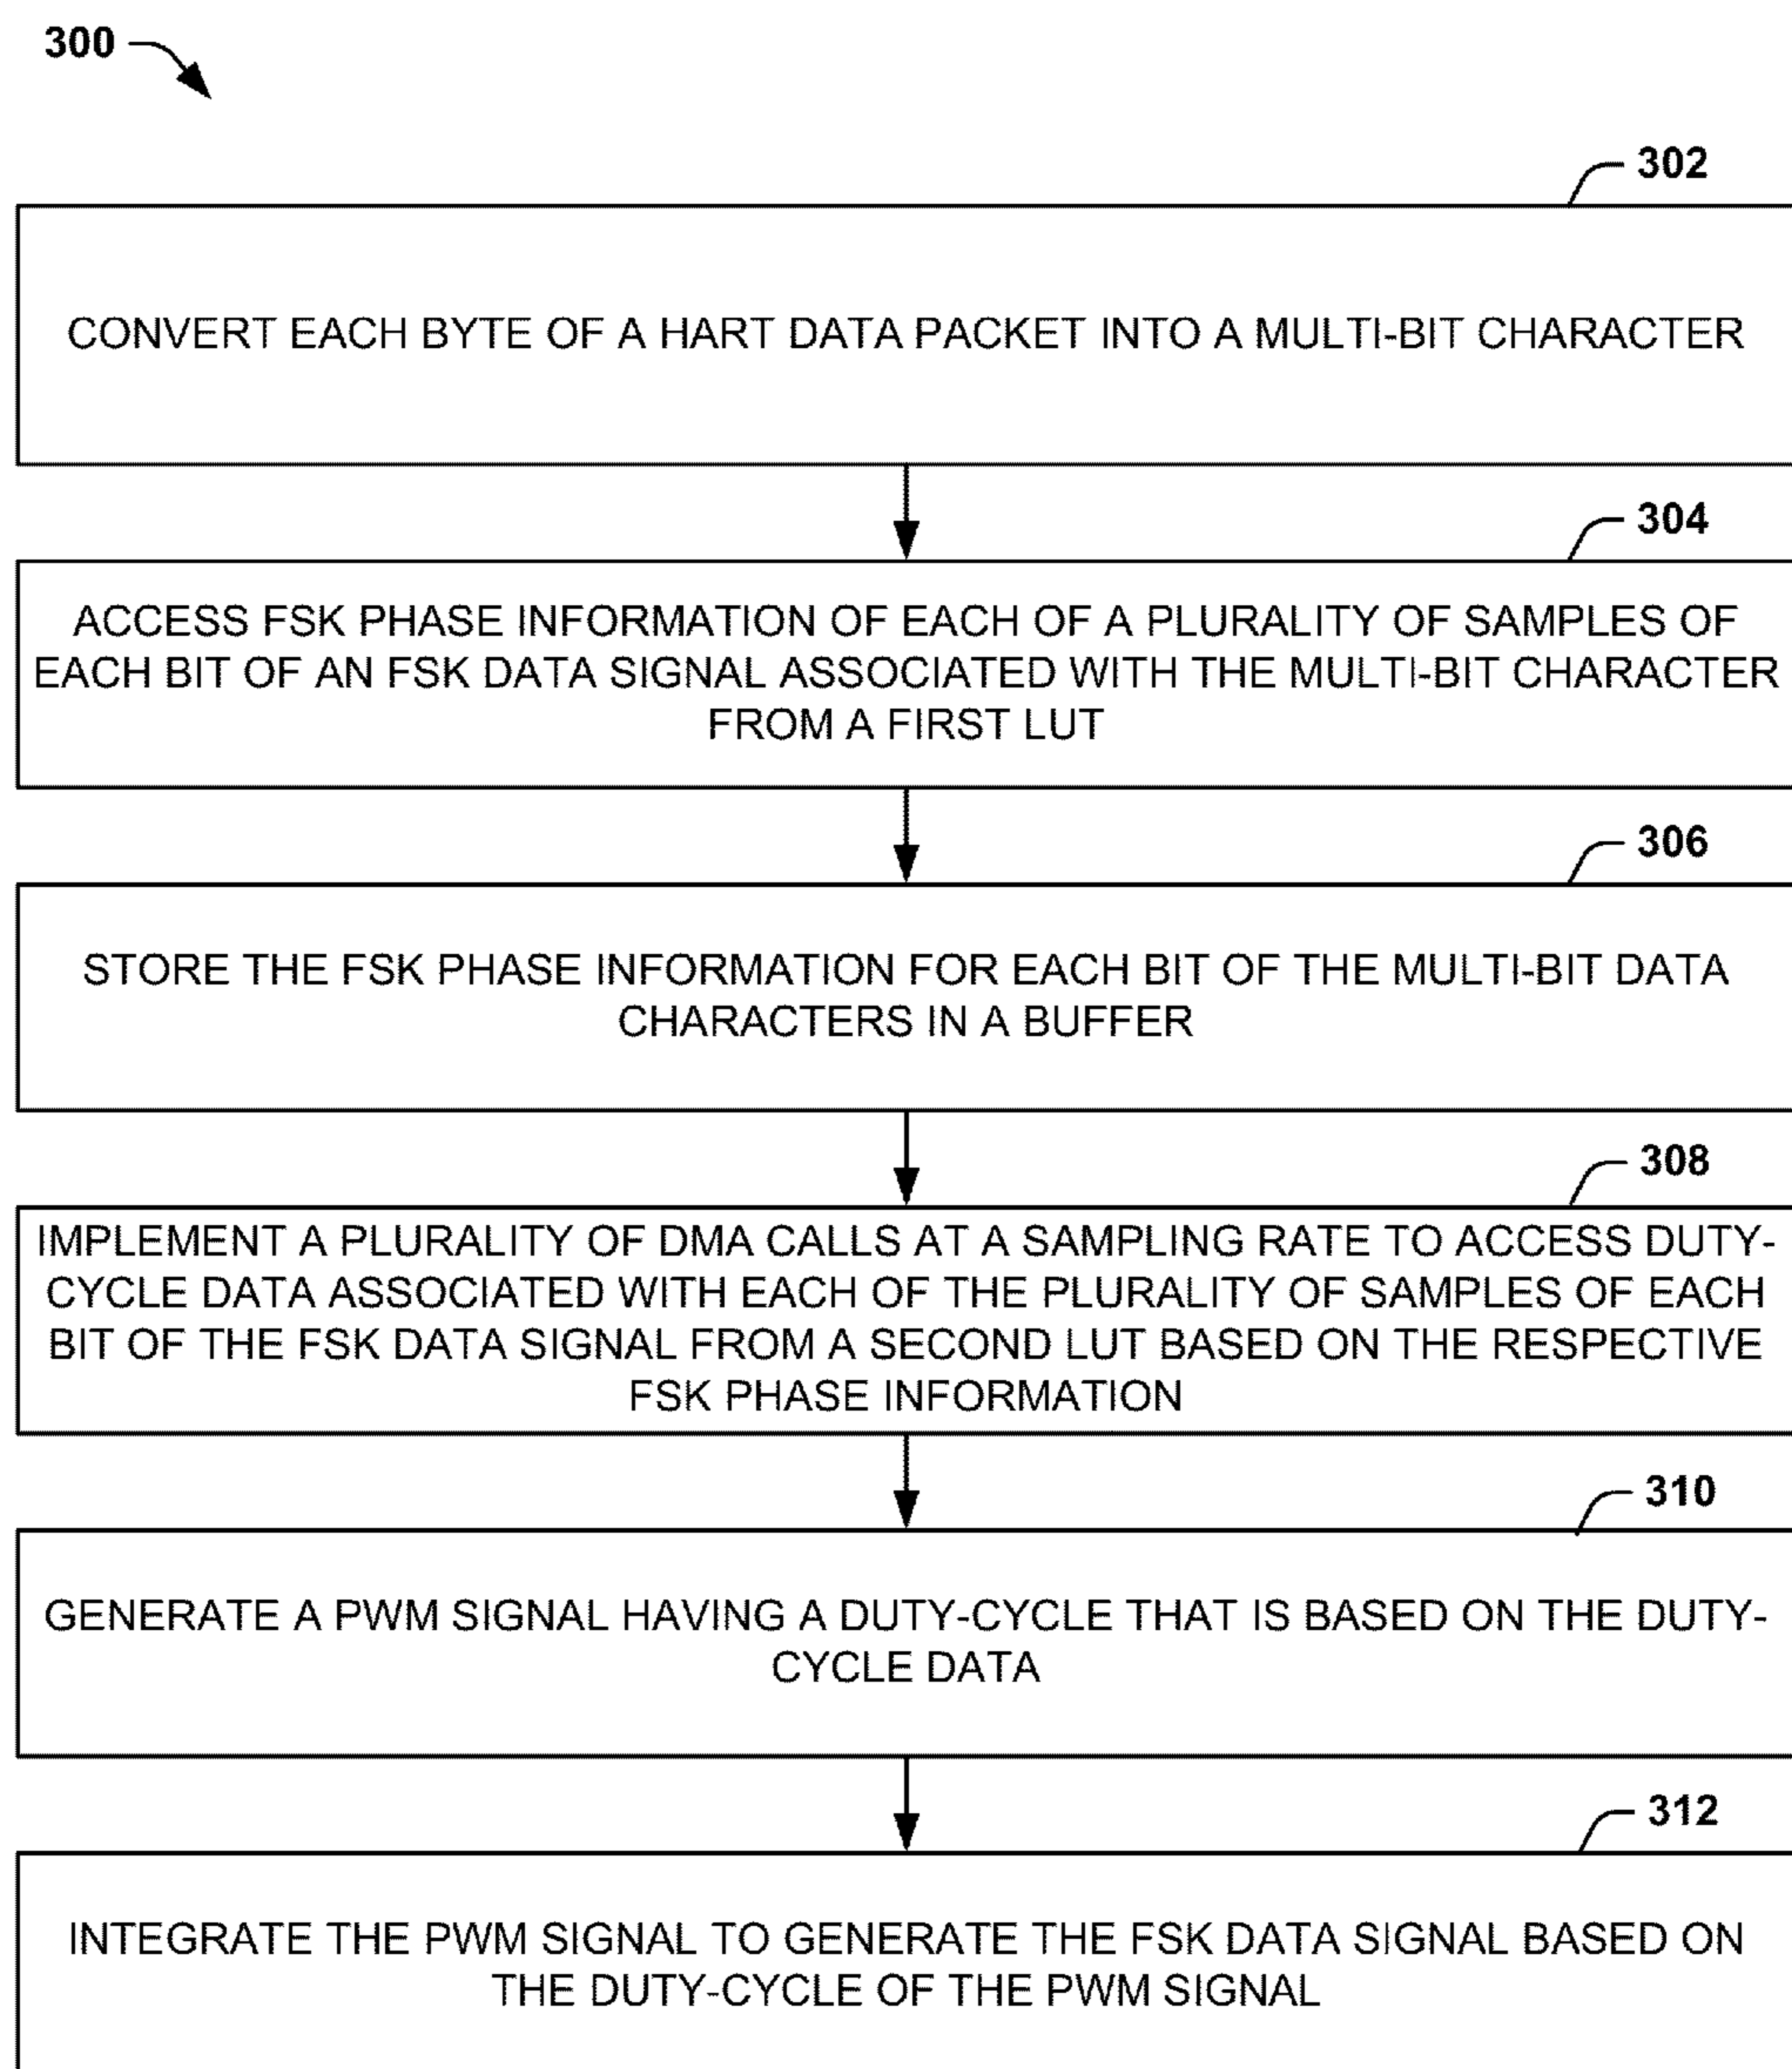 300
302
CONVERT EACH BYTE OF A HART DATA PACKET INTO A MULTI-BIT CHARACTER
304
ACCESS FSK PHASE INFORMATION OF EACH OF A PLURALITY OF SAMPLES OF
EACH BIT OF AN FSK DATA SIGNAL ASSOCIATED WITH THE MULTI-BIT CHARACTER
FROM A FIRST LUT
306
STORE THE FSK PHASE INFORMATION FOR EACH BIT OF THE MULTI-BIT DATA
CHARACTERS IN A BUFFER
308
IMPLEMENT A PLURALITY OF DMA CALLS AT A SAMPLING RATE TO ACCESS DUTY-
CYCLE DATA ASSOCIATED WITH EACH OF THE PLURALITY OF SAMPLES OF EACH
BIT OF THE FSK DATA SIGNAL FROM A SECOND LUT BASED ON THE RESPECTIVE
FSK PHASE INFORMATION
310
GENERATE A PWM SIGNAL HAVING A DUTY-CYCLE THAT IS BASED ON THE DUTY-
CYCLE DATA
312
INTEGRATE THE PWM SIGNAL TO GENERATE THE FSK DATA SIGNAL BASED ON
THE DUTY-CYCLE OF THE PWM SIGNAL